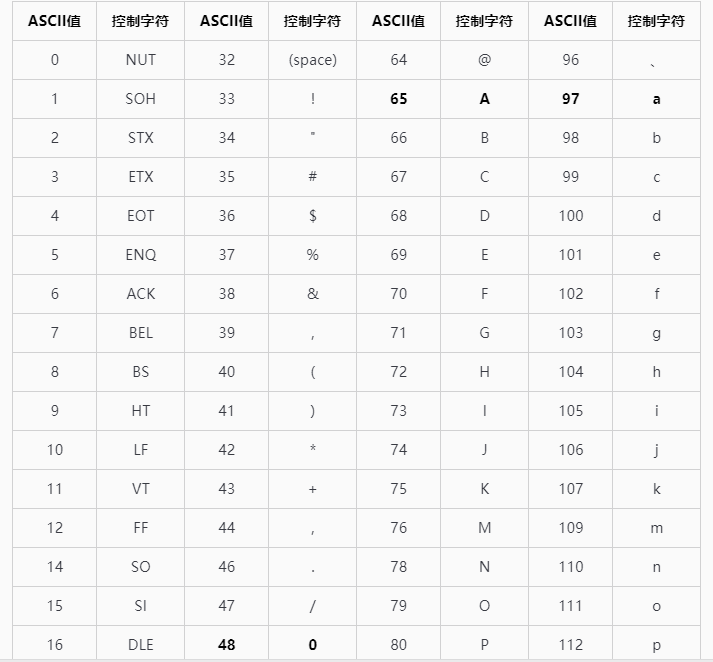 ASCII值 控制字符 ASCII值 控制字符 ASCII值 控制字符 ASCII值 控制字符
0 NUT 32 (space) 64 @ 96 、
1 SOH 33 ! 65 A 97 a
2 STX 34 " 66 B 98 b
3 ETX 35 # 67 C 99 c
4 EOT 36 $ 68 D 100 d
5 ENQ 37 % 69 E 101 e
6 ACK 38 & 70 F 102 f
7 BEL 39 , 71 G 103 g
8 BS 40 ( 72 H 104 h
9 HT 41 ) 73 I 105 i
10 LF 42 * 74 J 106 j
11 VT 43 + 75 K 107 k
12 FF 44 , 76 M 109 m
14 SO 46 . 78 N 110 n
15 SI 47 / 79 O 111 o
16 DLE 48 0 80 P 112 p